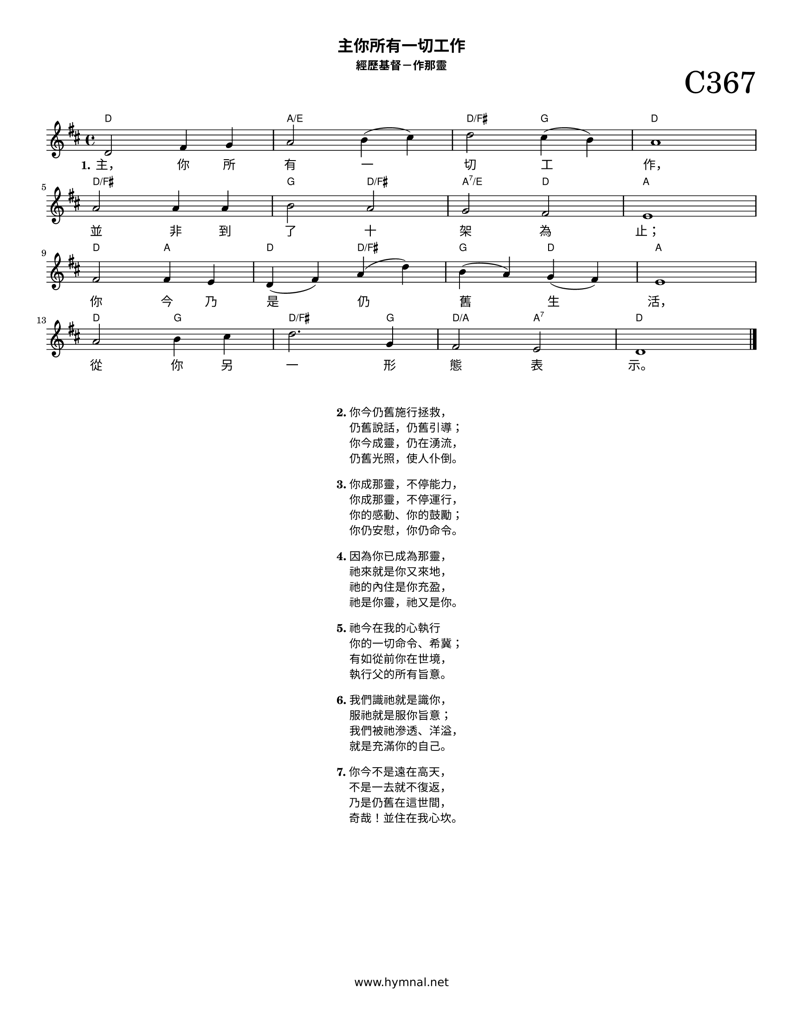 主你所有一切工作
經歷基督－作那靈
C367
D A/E D/F♯ G D
1. 主， 你 所 有 一 切 工 作，
5 D/F♯ G D/F♯ A7/E D A
並 非 到 了 十 架 為 止；
9 D A D D/F♯ G D A
你 今 乃 是 仍 舊 生 活，
13 D G D/F♯ G D/A A7 D
從 你 另 一 形 態 表 示。
2. 你今仍舊施行拯救，
仍舊說話，仍舊引導；
你今成靈，仍在湧流，
仍舊光照，使人仆倒。
3. 你成那靈，不停能力，
你成那靈，不停運行，
你的感動、你的鼓勵；
你仍安慰，你仍命令。
4. 因為你已成為那靈，
祂來就是你又來地，
祂的內住是你充盈，
祂是你靈，祂又是你。
5. 祂今在我的心執行
你的一切命令、希冀；
有如從前你在世境，
執行父的所有旨意。
6. 我們識祂就是識你，
服祂就是服你旨意；
我們被祂滲透、洋溢，
就是充滿你的自己。
7. 你今不是遠在高天，
不是一去就不復返，
乃是仍舊在這世間，
奇哉！並住在我心坎。
www.hymnal.net